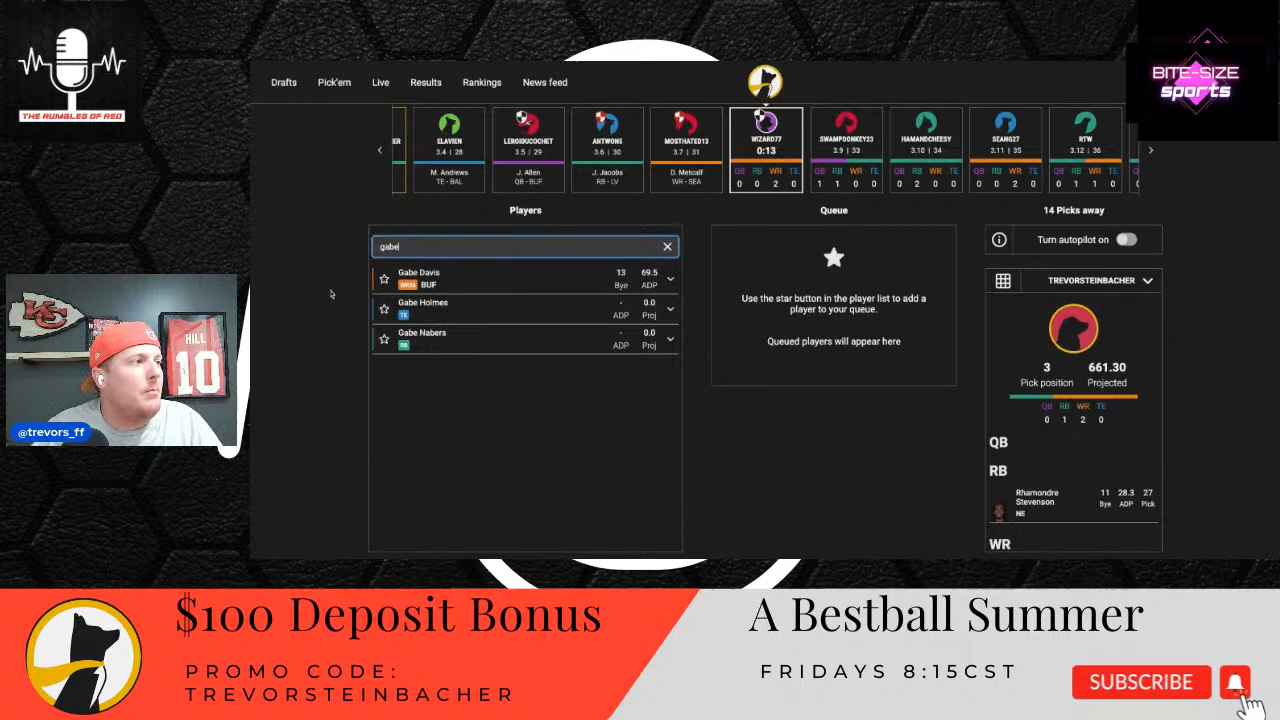 THE RUMBLES OF RED
BITE-SIZE
sports
Drafts Pick'em Live Results Rankings News feed
ER
ELAVIEN
3.4 | 28
M. Andrews
TE - BAL
LEROIDUCOCHET
3.5 | 29
J. Allen
QB - BUF
ANTWON5
3.6 | 30
J. Jacobs
RB - LV
MOSTHATED13
3.7 | 31
D. Metcalf
WR - SEA
WIZARD77
0:13
QB RB WR TE
0 0 2 0
SWAMPDONKEY23
3.9 | 33
QB RB WR TE
1 1 0 0
HAMANDCHEESY
3.10 | 34
QB RB WR TE
0 2 0 0
SEANG27
3.11 | 35
QB RB WR TE
0 0 2 0
RTW
3.12 | 36
QB RB WR TE
0 1 1 0
Players
gabe
Gabe Davis 13 69.5
BUF Bye ADP
Gabe Holmes - 0.0
TE ADP Proj
Gabe Nabers - 0.0
RB ADP Proj
Queue
Use the star button in the player list to add a
player to your queue.
Queued players will appear here
14 Picks away
Turn autopilot on
TREVORSTEINBACHER
3 661.30
Pick position Projected
QB RB WR TE
0 1 2 0
QB
RB
Rhamondre
Stevenson
NE
11 28.3 27
Bye ADP Pick
WR
HILL
10
@trevors_ff
$100 Deposit Bonus
PROMO CODE:
TREVORSTEINBACHER
A Bestball Summer
FRIDAYS 8:15CST
SUBSCRIBE